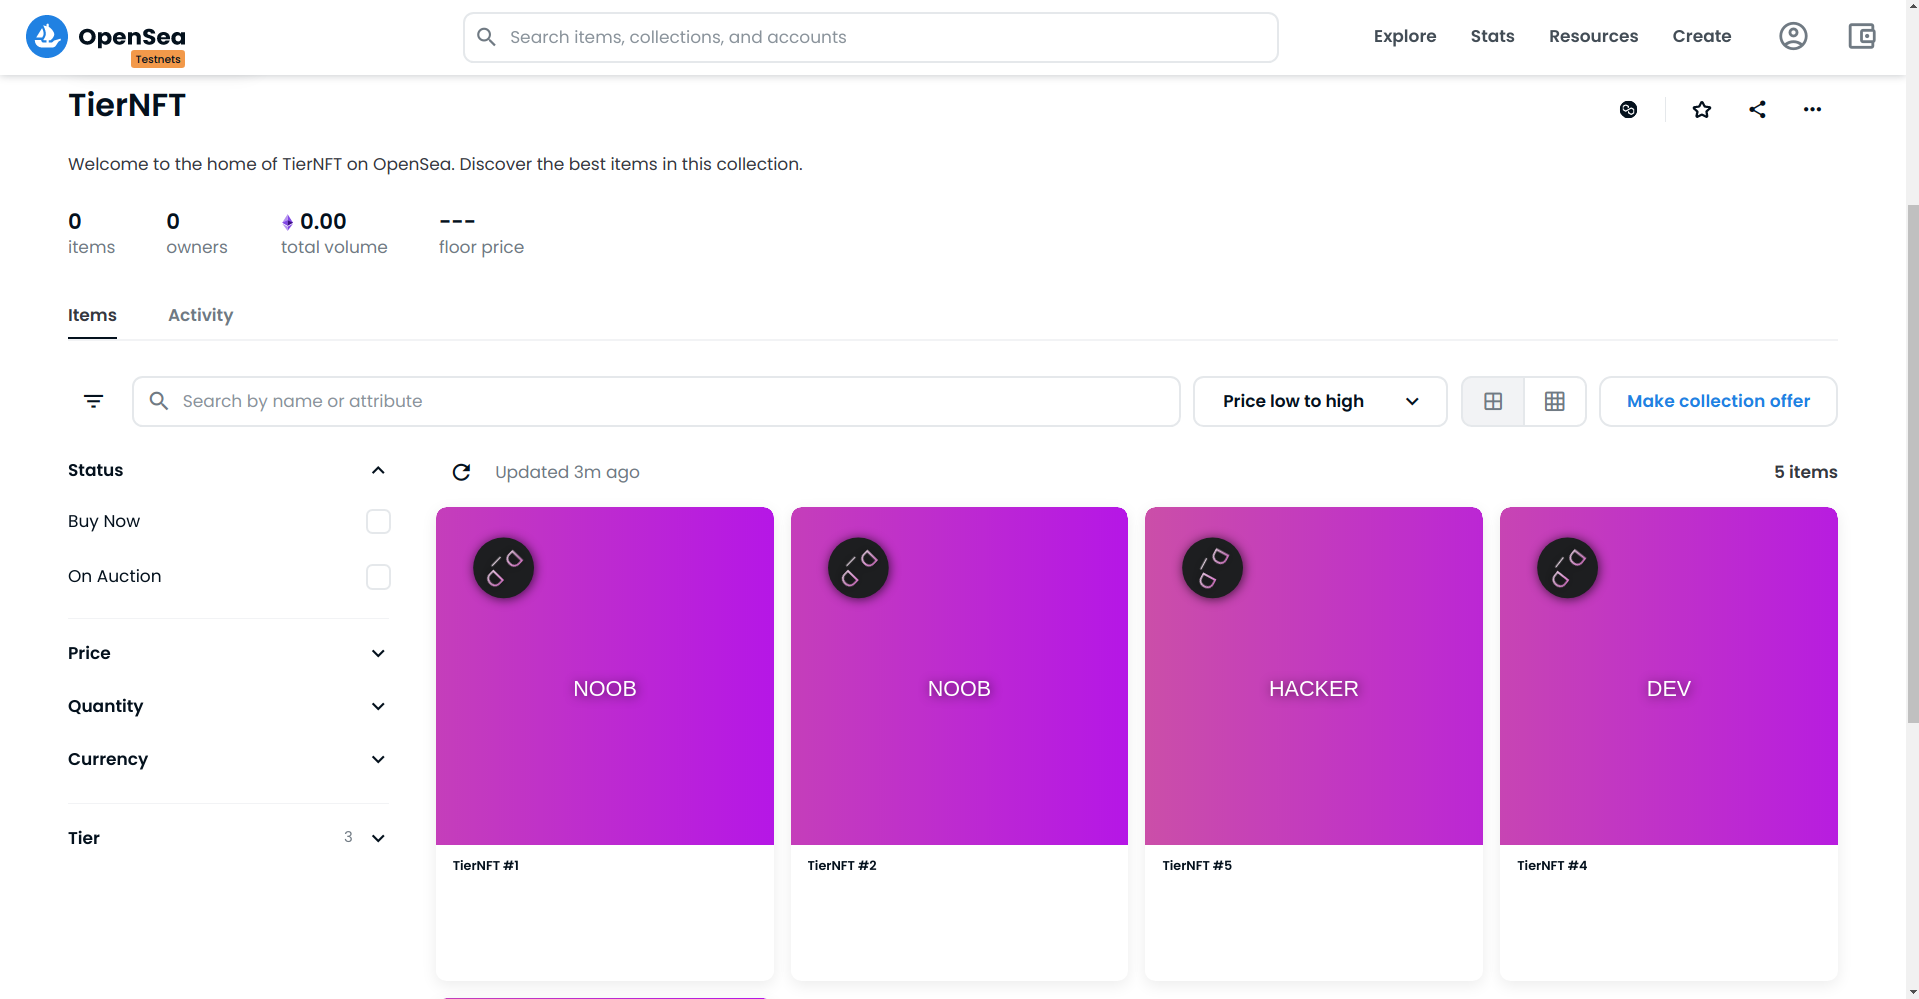 OpenSea
Testnets
Search items, collections, and accounts
Explore Stats Resources Create
TierNFT
Welcome to the home of TierNFT on OpenSea. Discover the best items in this collection.
0 0 0.00 ---
items owners total volume floor price
Items Activity
Search by name or attribute Price low to high Make collection offer
Status Updated 3m ago 5 items
Buy Now
On Auction
Price
Quantity
Currency
Tier 3
NOOB NOOB HACKER DEV
TierNFT #1 TierNFT #2 TierNFT #5 TierNFT #4